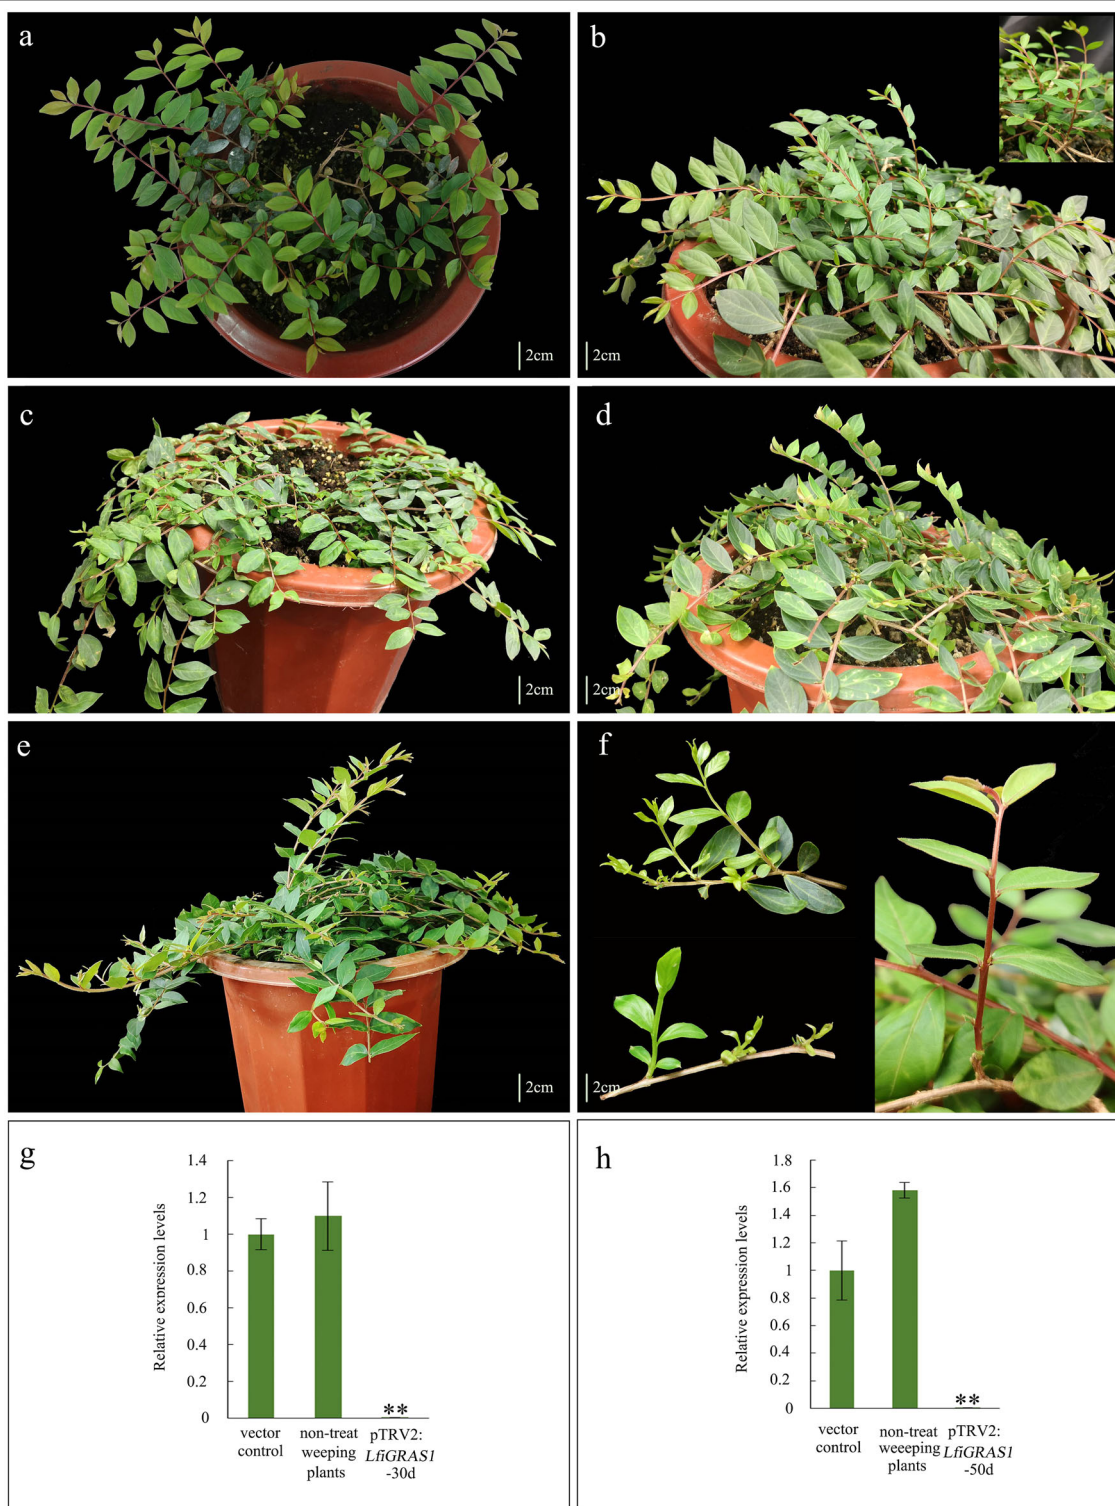 a
2cm
b
2cm
c
2cm
d
2cm
e
2cm
f
2cm
g
Relative expression levels
1.4
1.2
1
0.8
0.6
0.4
0.2
0
**
vector
control
non-treat
weeping
plants
pTRV2:
LfiGRAS1
-30d
h
Relative expression levels
1.8
1.6
1.4
1.2
1
0.8
0.6
0.4
0.2
0
**
vector
control
non-treat
weeeping
plants
pTRV2:
LfiGRAS1
-50d